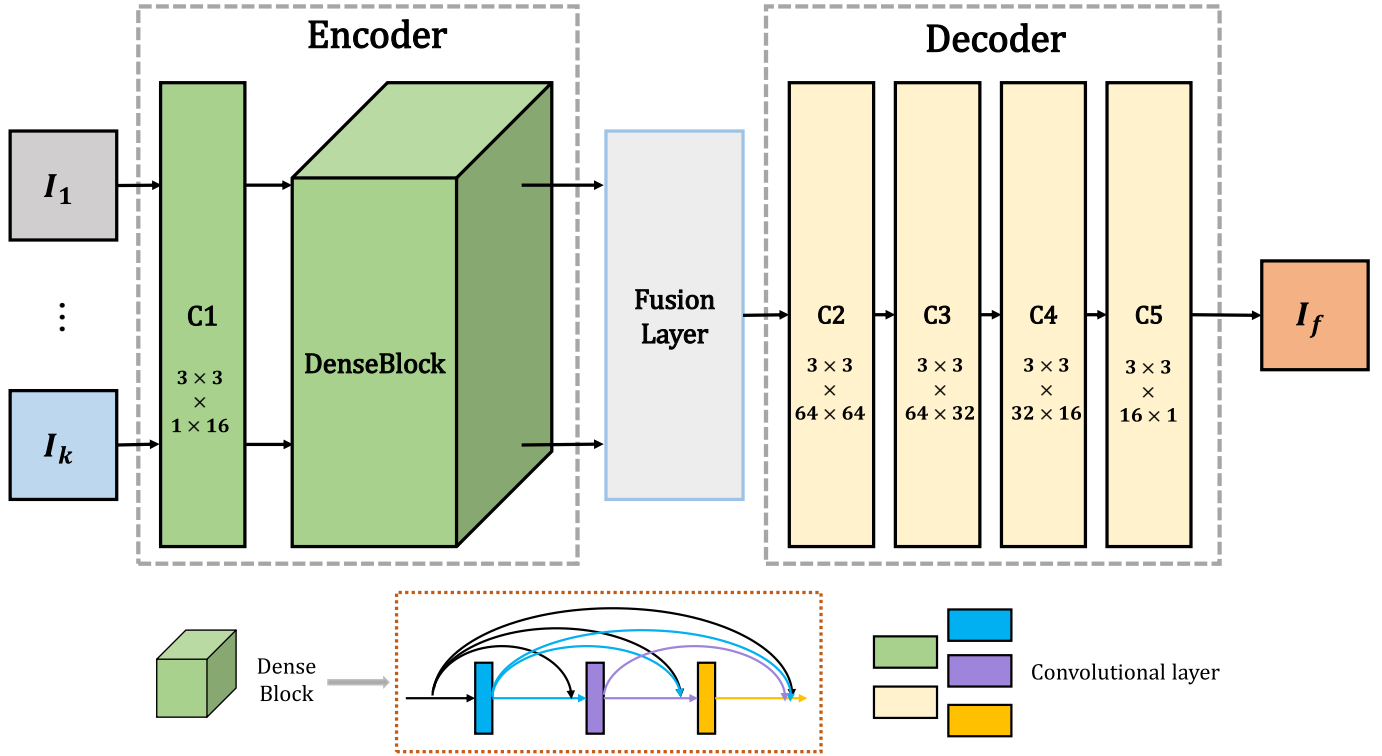 Encoder
Decoder
I₁
⋮
Iₖ
C1
3 × 3
×
1 × 16
DenseBlock
Fusion
Layer
C2
3 × 3
×
64 × 64
C3
3 × 3
×
64 × 32
C4
3 × 3
×
32 × 16
C5
3 × 3
×
16 × 1
I_f
Dense
Block
Convolutional layer